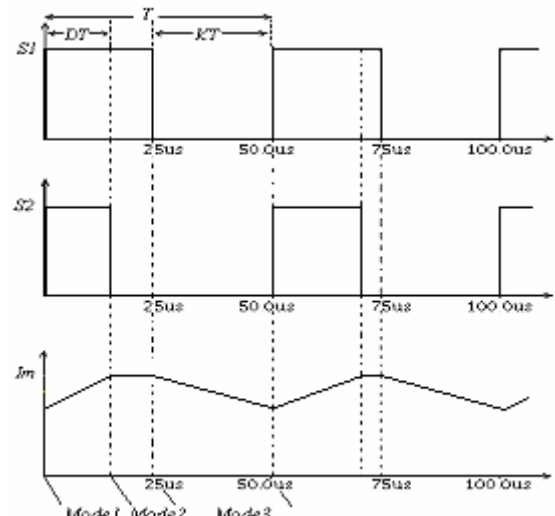 T
DT KT
S1
25us 50.0us 75us 100.0us
S2
25us 50.0us 75us 100.0us
Im
25us 50.0us 75us 100.0us
Mode1 Mode2 Mode3